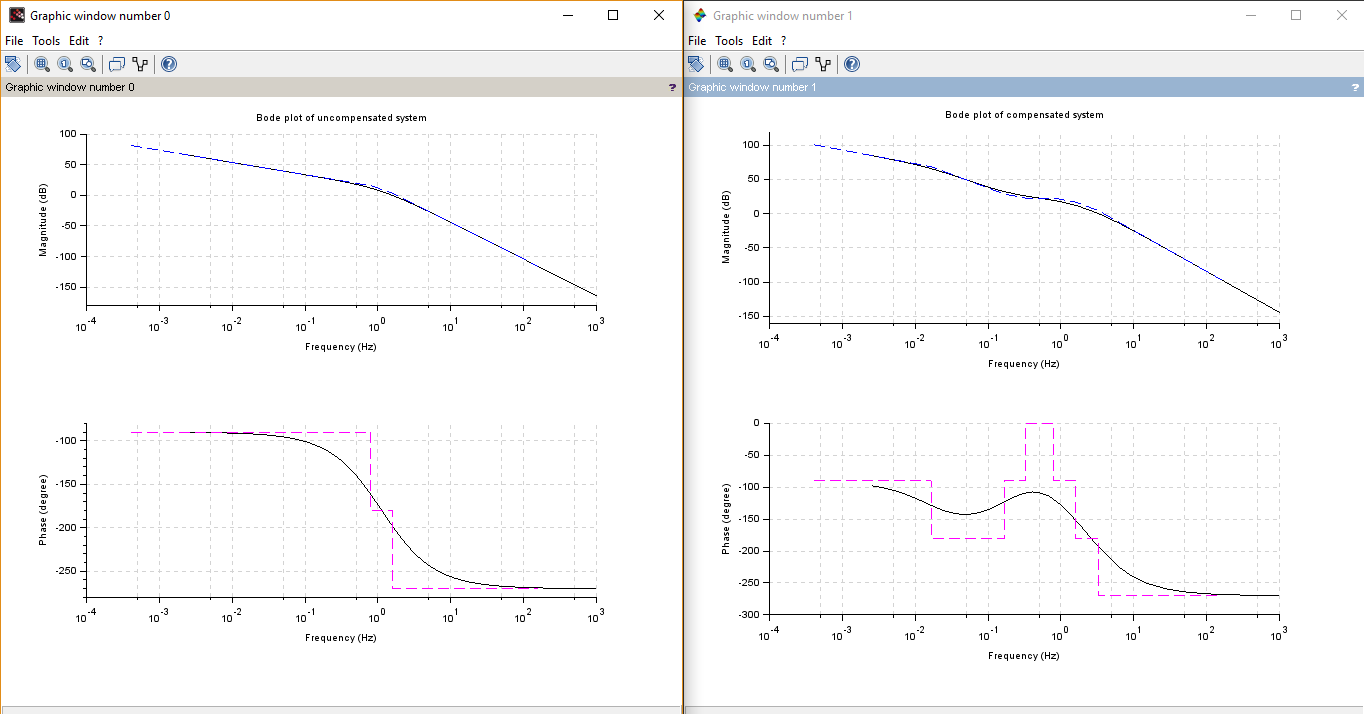 Graphic window number 0
File Tools Edit ?
Graphic window number 0 ?
Bode plot of uncompensated system
Magnitude (dB)
100
50
0
-50
-100
-150
10^-4 10^-3 10^-2 10^-1 10^0 10^1 10^2 10^3
Frequency (Hz)
Phase (degree)
-100
-150
-200
-250
10^-4 10^-3 10^-2 10^-1 10^0 10^1 10^2 10^3
Frequency (Hz)
Graphic window number 1
File Tools Edit ?
Graphic window number 1 ?
Bode plot of compensated system
Magnitude (dB)
100
50
0
-50
-100
-150
10^-4 10^-3 10^-2 10^-1 10^0 10^1 10^2 10^3
Frequency (Hz)
Phase (degree)
0
-50
-100
-150
-200
-250
-300
10^-4 10^-3 10^-2 10^-1 10^0 10^1 10^2 10^3
Frequency (Hz)